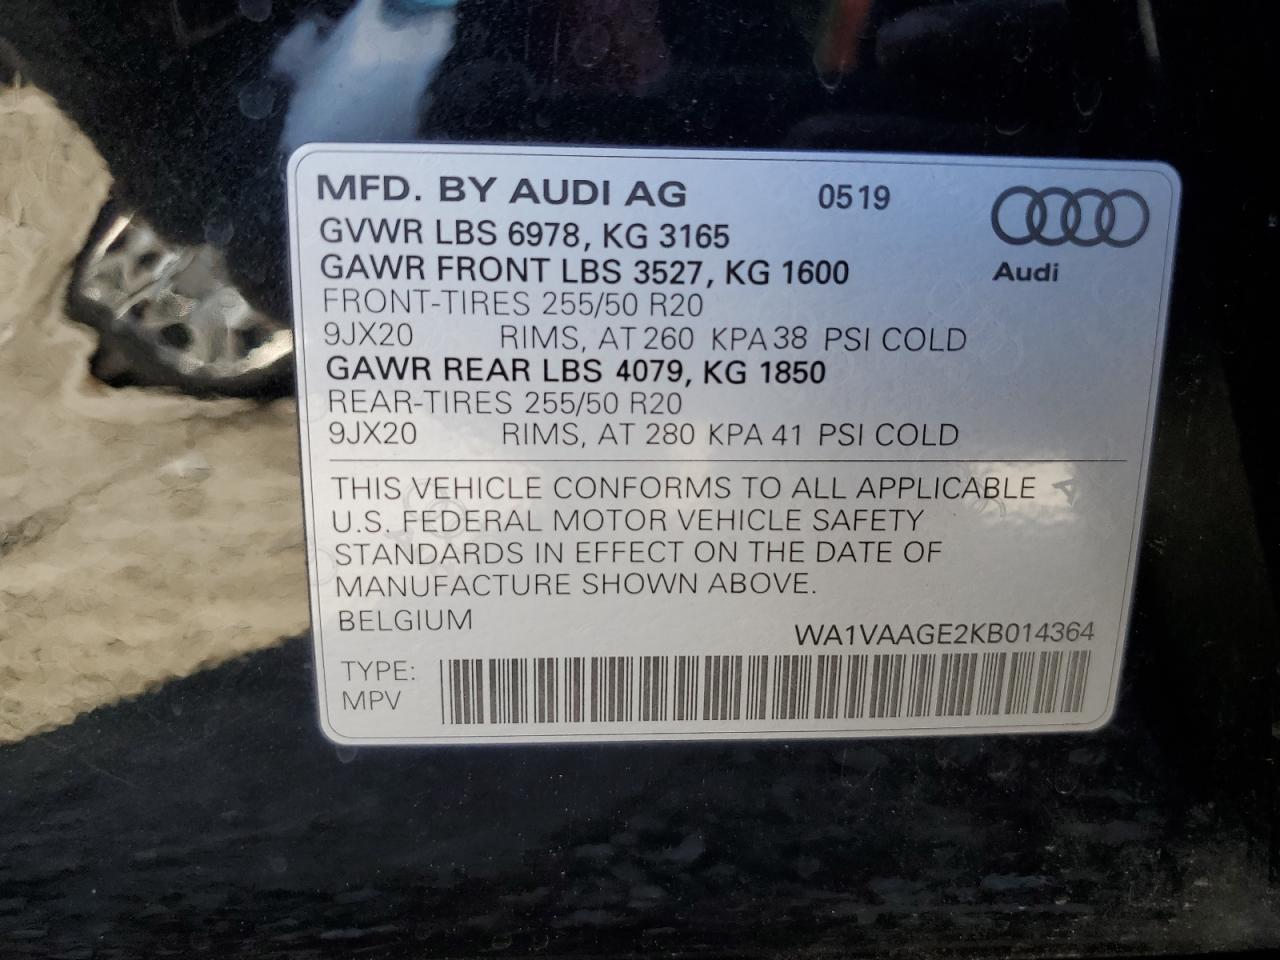 MFD. BY AUDI AG 0519
GVWR LBS 6978, KG 3165
GAWR FRONT LBS 3527, KG 1600
Audi
FRONT-TIRES 255/50 R20
9JX20 RIMS, AT 260 KPA 38 PSI COLD
GAWR REAR LBS 4079, KG 1850
REAR-TIRES 255/50 R20
9JX20 RIMS, AT 280 KPA 41 PSI COLD
THIS VEHICLE CONFORMS TO ALL APPLICABLE
U.S. FEDERAL MOTOR VEHICLE SAFETY
STANDARDS IN EFFECT ON THE DATE OF
MANUFACTURE SHOWN ABOVE.
BELGIUM
WA1VAAGE2KB014364
TYPE:
MPV